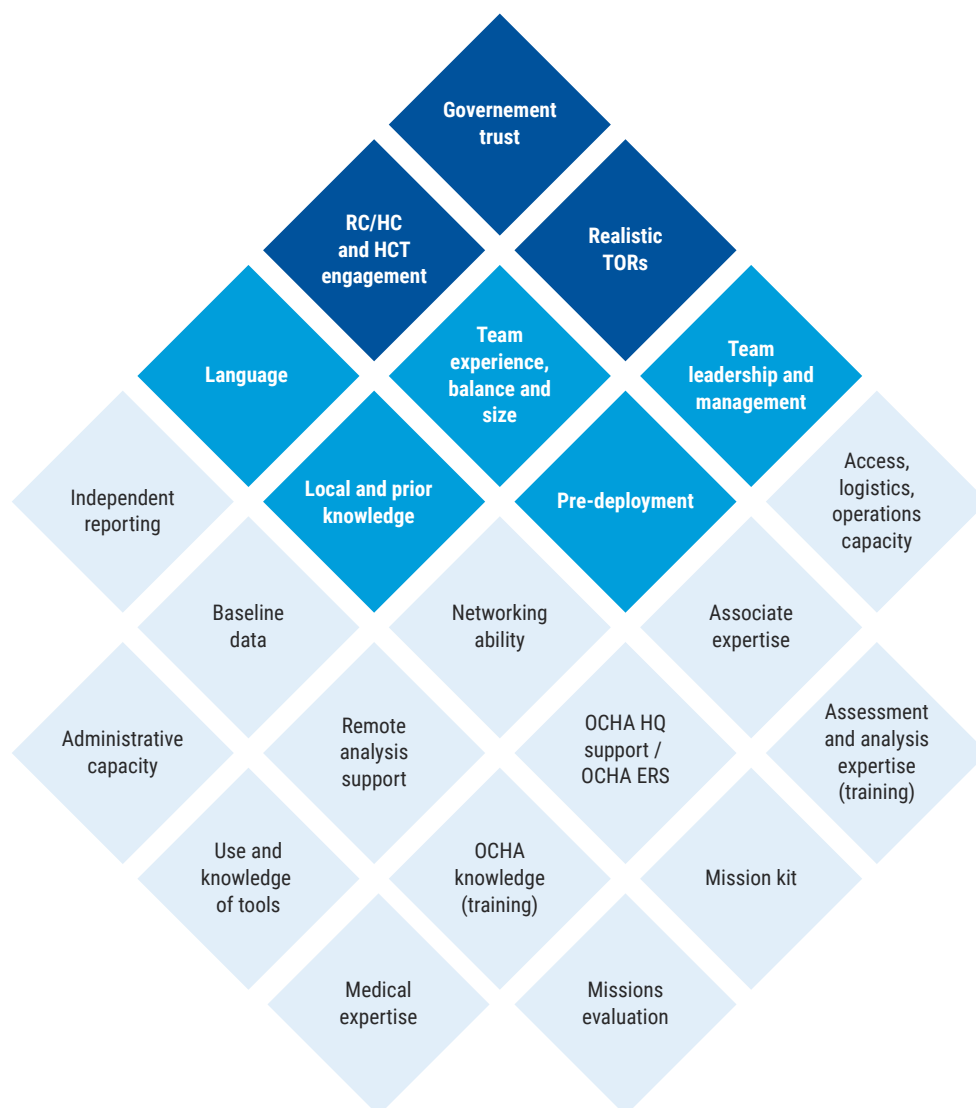 Governement
trust
RC/HC
and HCT
engagement
Realistic
TORs
Language
Team
experience,
balance and
size
Team
leadership and
management
Independent
reporting
Local and prior
knowledge
Pre-deployment
Access,
logistics,
operations
capacity
Baseline
data
Networking
ability
Associate
expertise
Administrative
capacity
Remote
analysis
support
OCHA HQ
support /
OCHA ERS
Assessment
and analysis
expertise
(training)
Use and
knowledge
of tools
OCHA
knowledge
(training)
Mission kit
Medical
expertise
Missions
evaluation